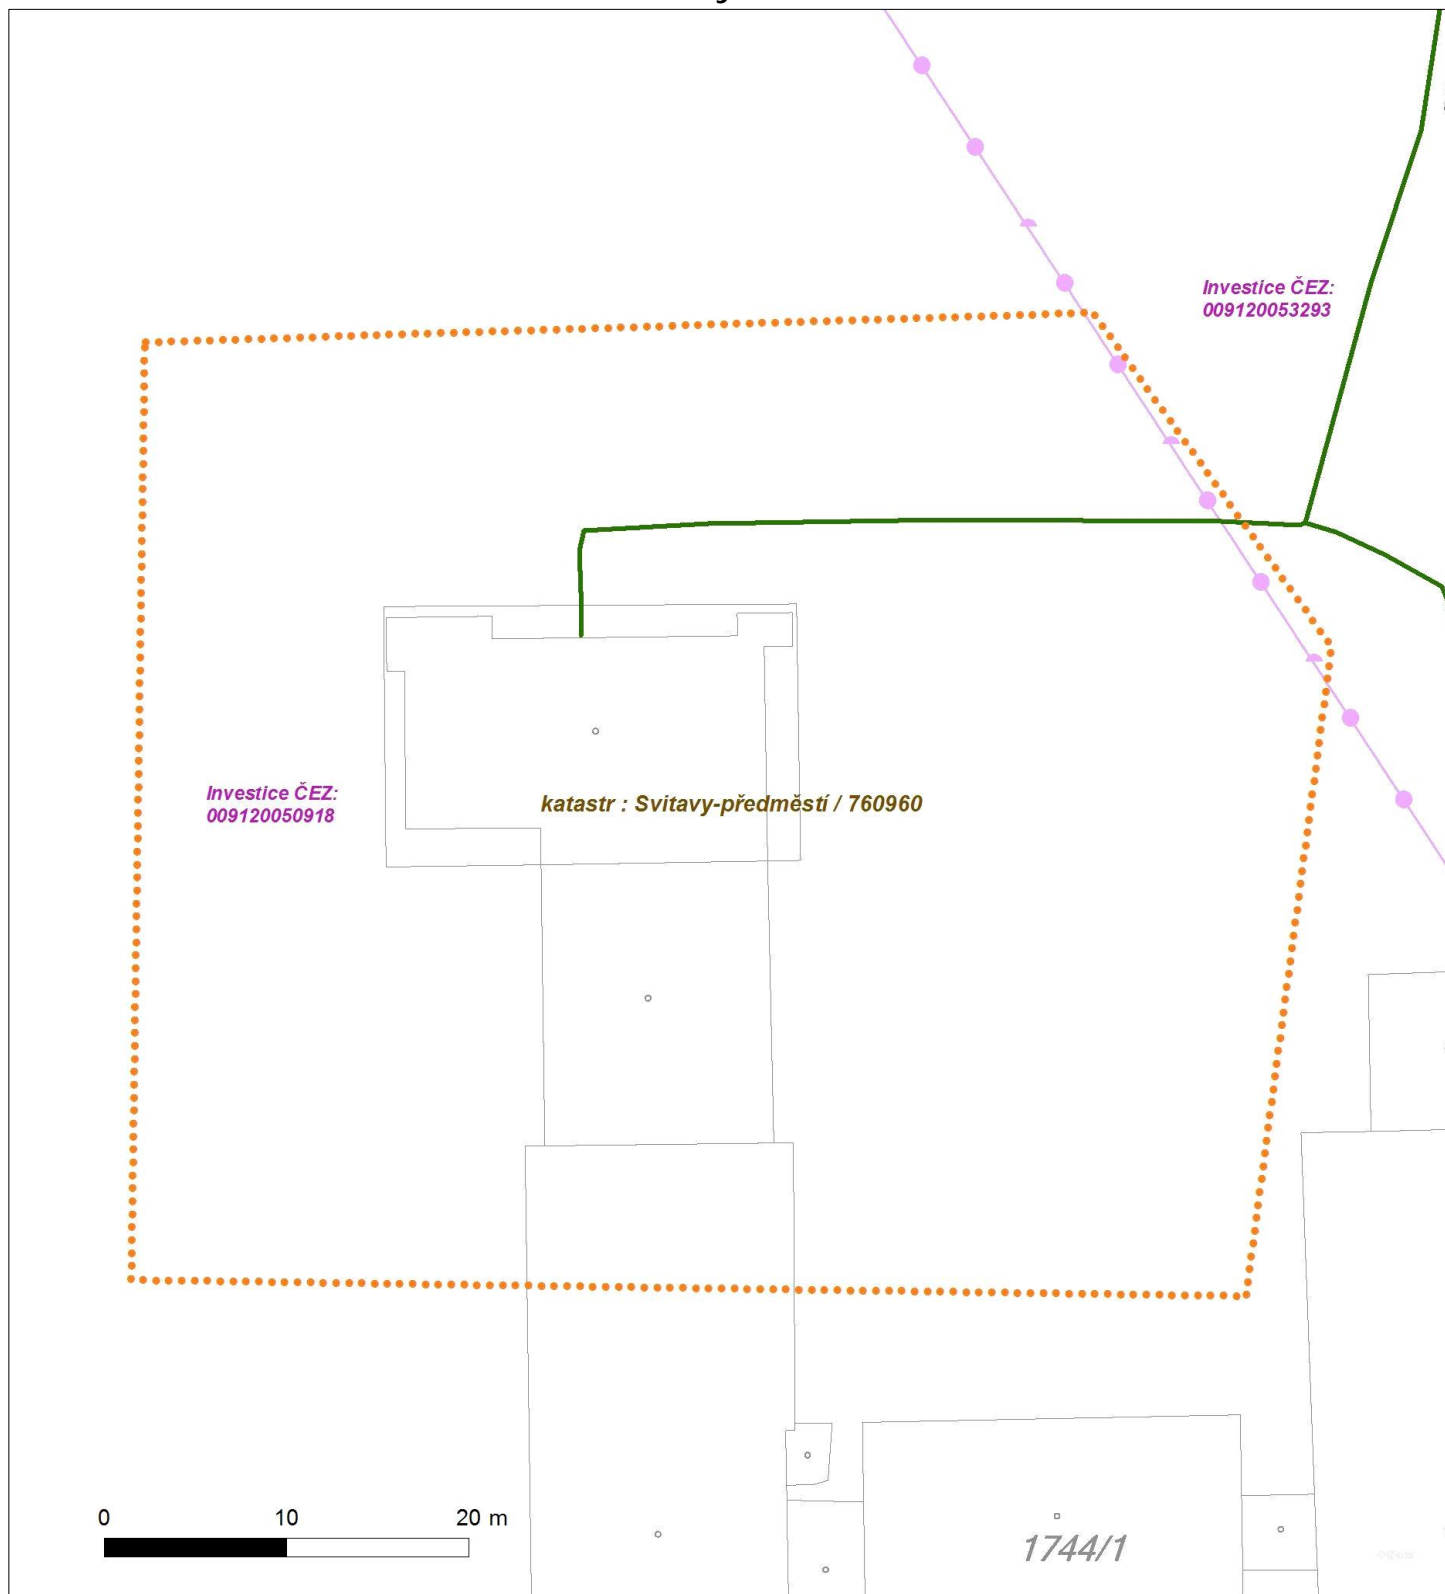 Investice ČEZ:
009120053293
Investice ČEZ:
009120050918
katastr : Svitavy-předměstí / 760960
0 10 20 m
1744/1